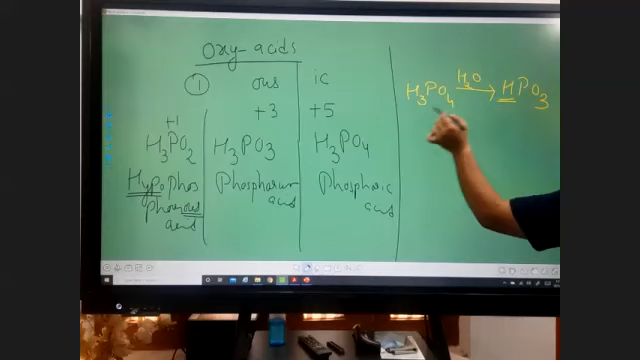 Oxy-acids
① ous ic
+3 +5
+1
H₃PO₂ H₃PO₃ H₃PO₄
Hypophos
phorous
acid
Phosphorous
acid
Phosphoric
acid
H₃PO₄ H₂O → HPO₃